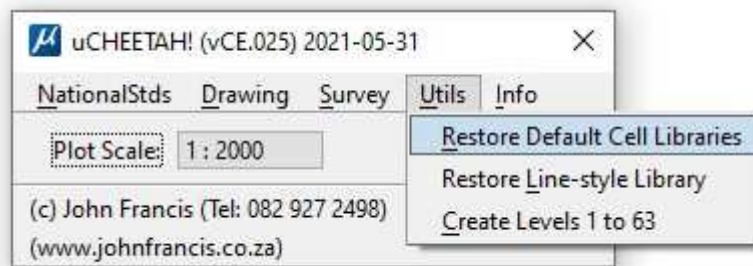 µ uCHEETAH! (vCE.025) 2021-05-31
NationalStds Drawing Survey Utils Info
Plot Scale: 1 : 2000
Restore Default Cell Libraries
Restore Line-style Library
Create Levels 1 to 63
(c) John Francis (Tel: 082 927 2498)
(www.johnfrancis.co.za)